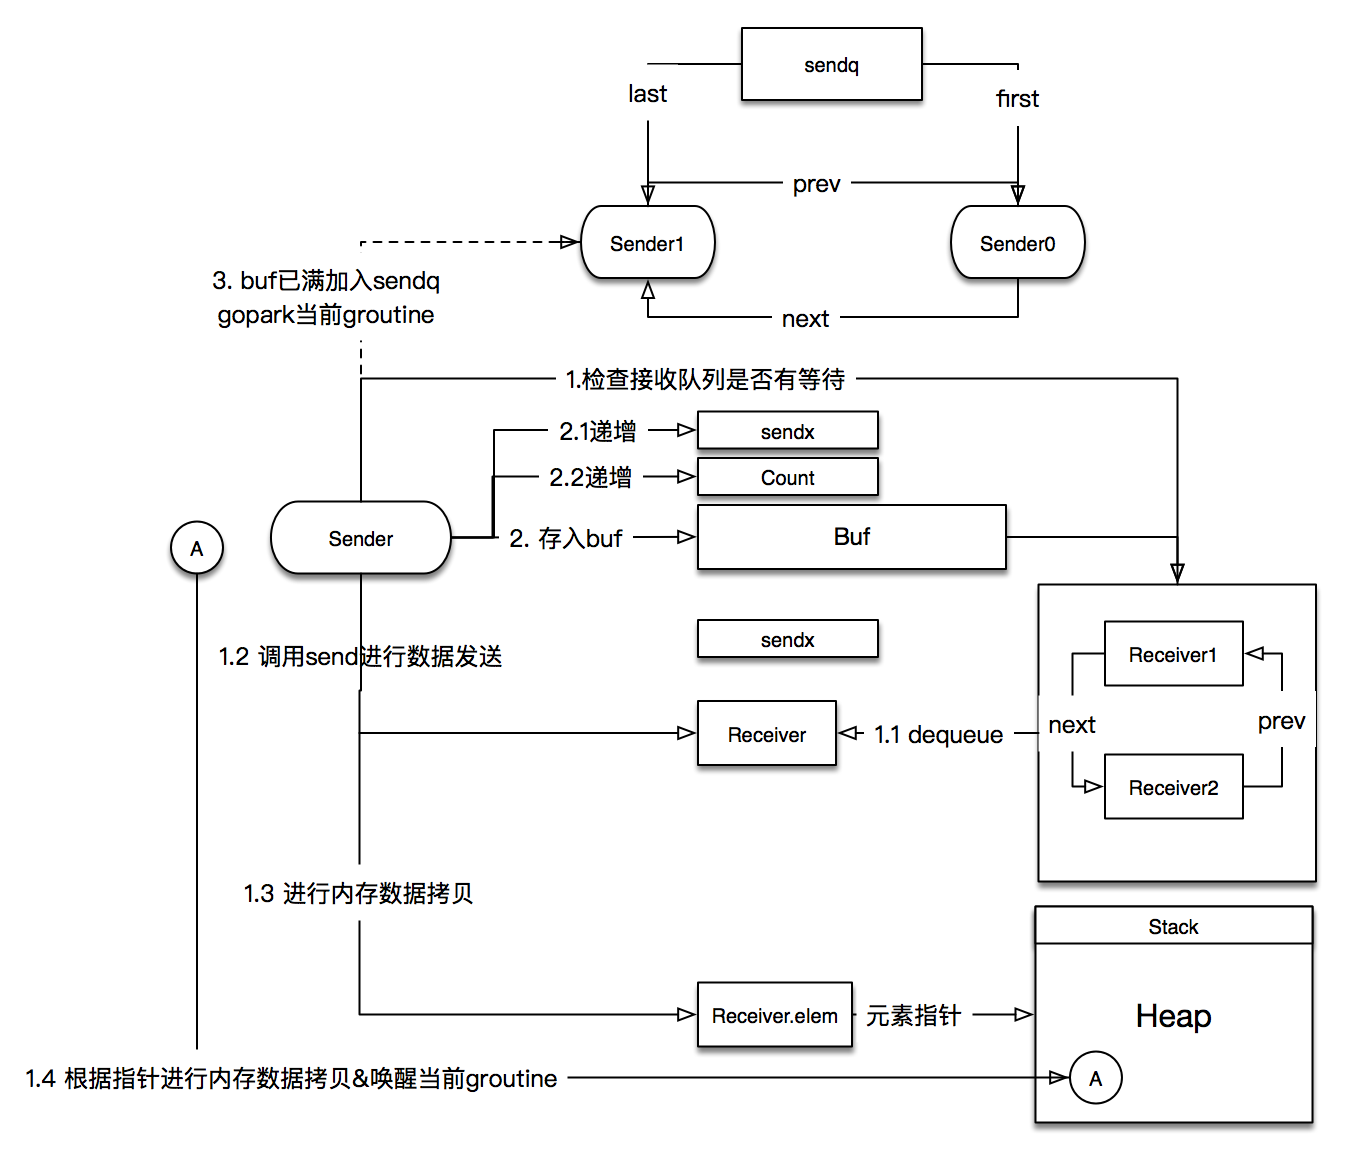 sendq
last
first
prev
Sender1
Sender0
3. buf已满加入sendq
gopark当前groutine
next
1.检查接收队列是否有等待
2.1递增
sendx
2.2递增
Count
A
Sender
2. 存入buf
Buf
sendx
1.2 调用send进行数据发送
Receiver1
next
prev
Receiver
1.1 dequeue
Receiver2
1.3 进行内存数据拷贝
Stack
Receiver.elem
元素指针
Heap
1.4 根据指针进行内存数据拷贝&唤醒当前groutine
A